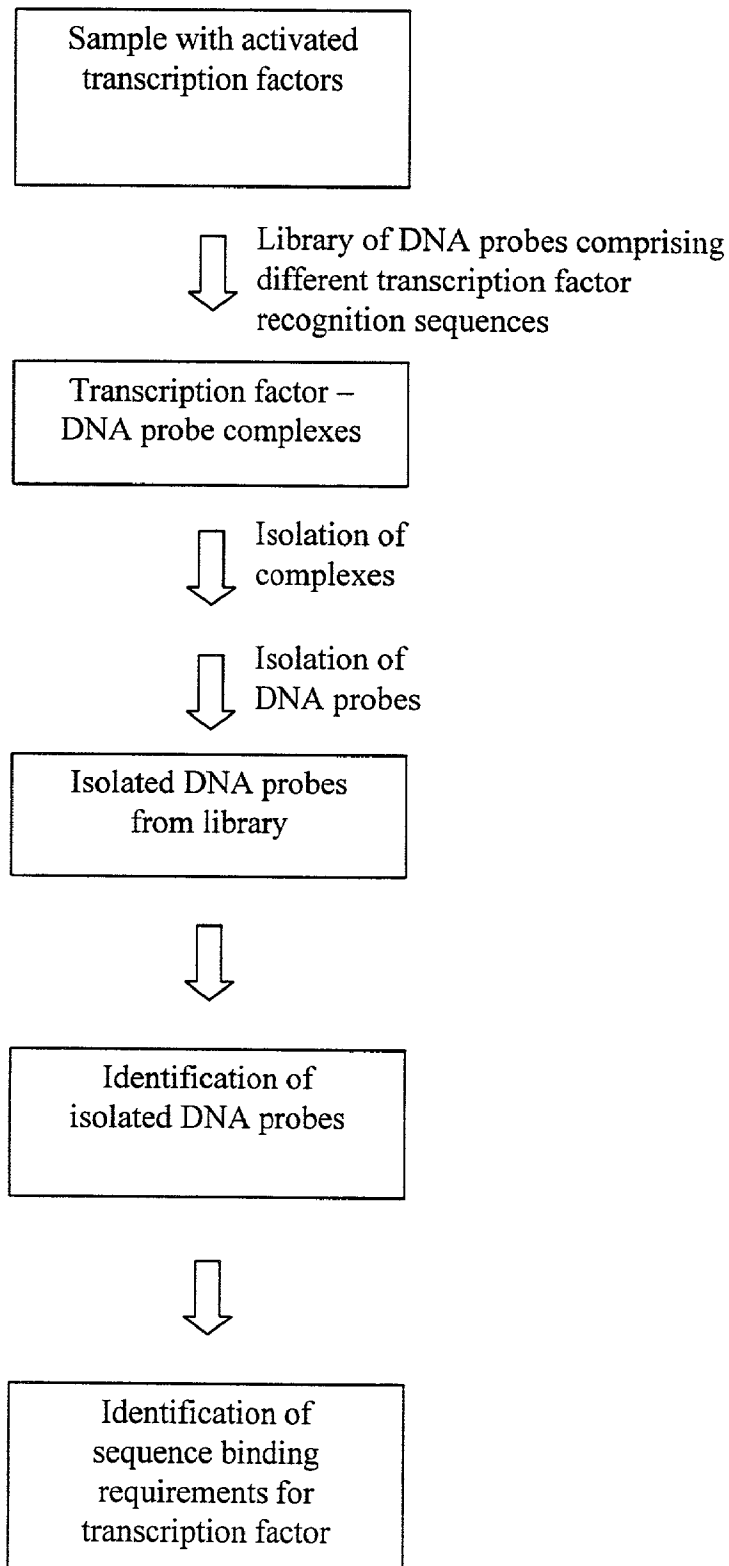 Sample with activated
transcription factors
Library of DNA probes comprising
different transcription factor
recognition sequences
Transcription factor –
DNA probe complexes
Isolation of
complexes
Isolation of
DNA probes
Isolated DNA probes
from library
Identification of
isolated DNA probes
Identification of
sequence binding
requirements for
transcription factor